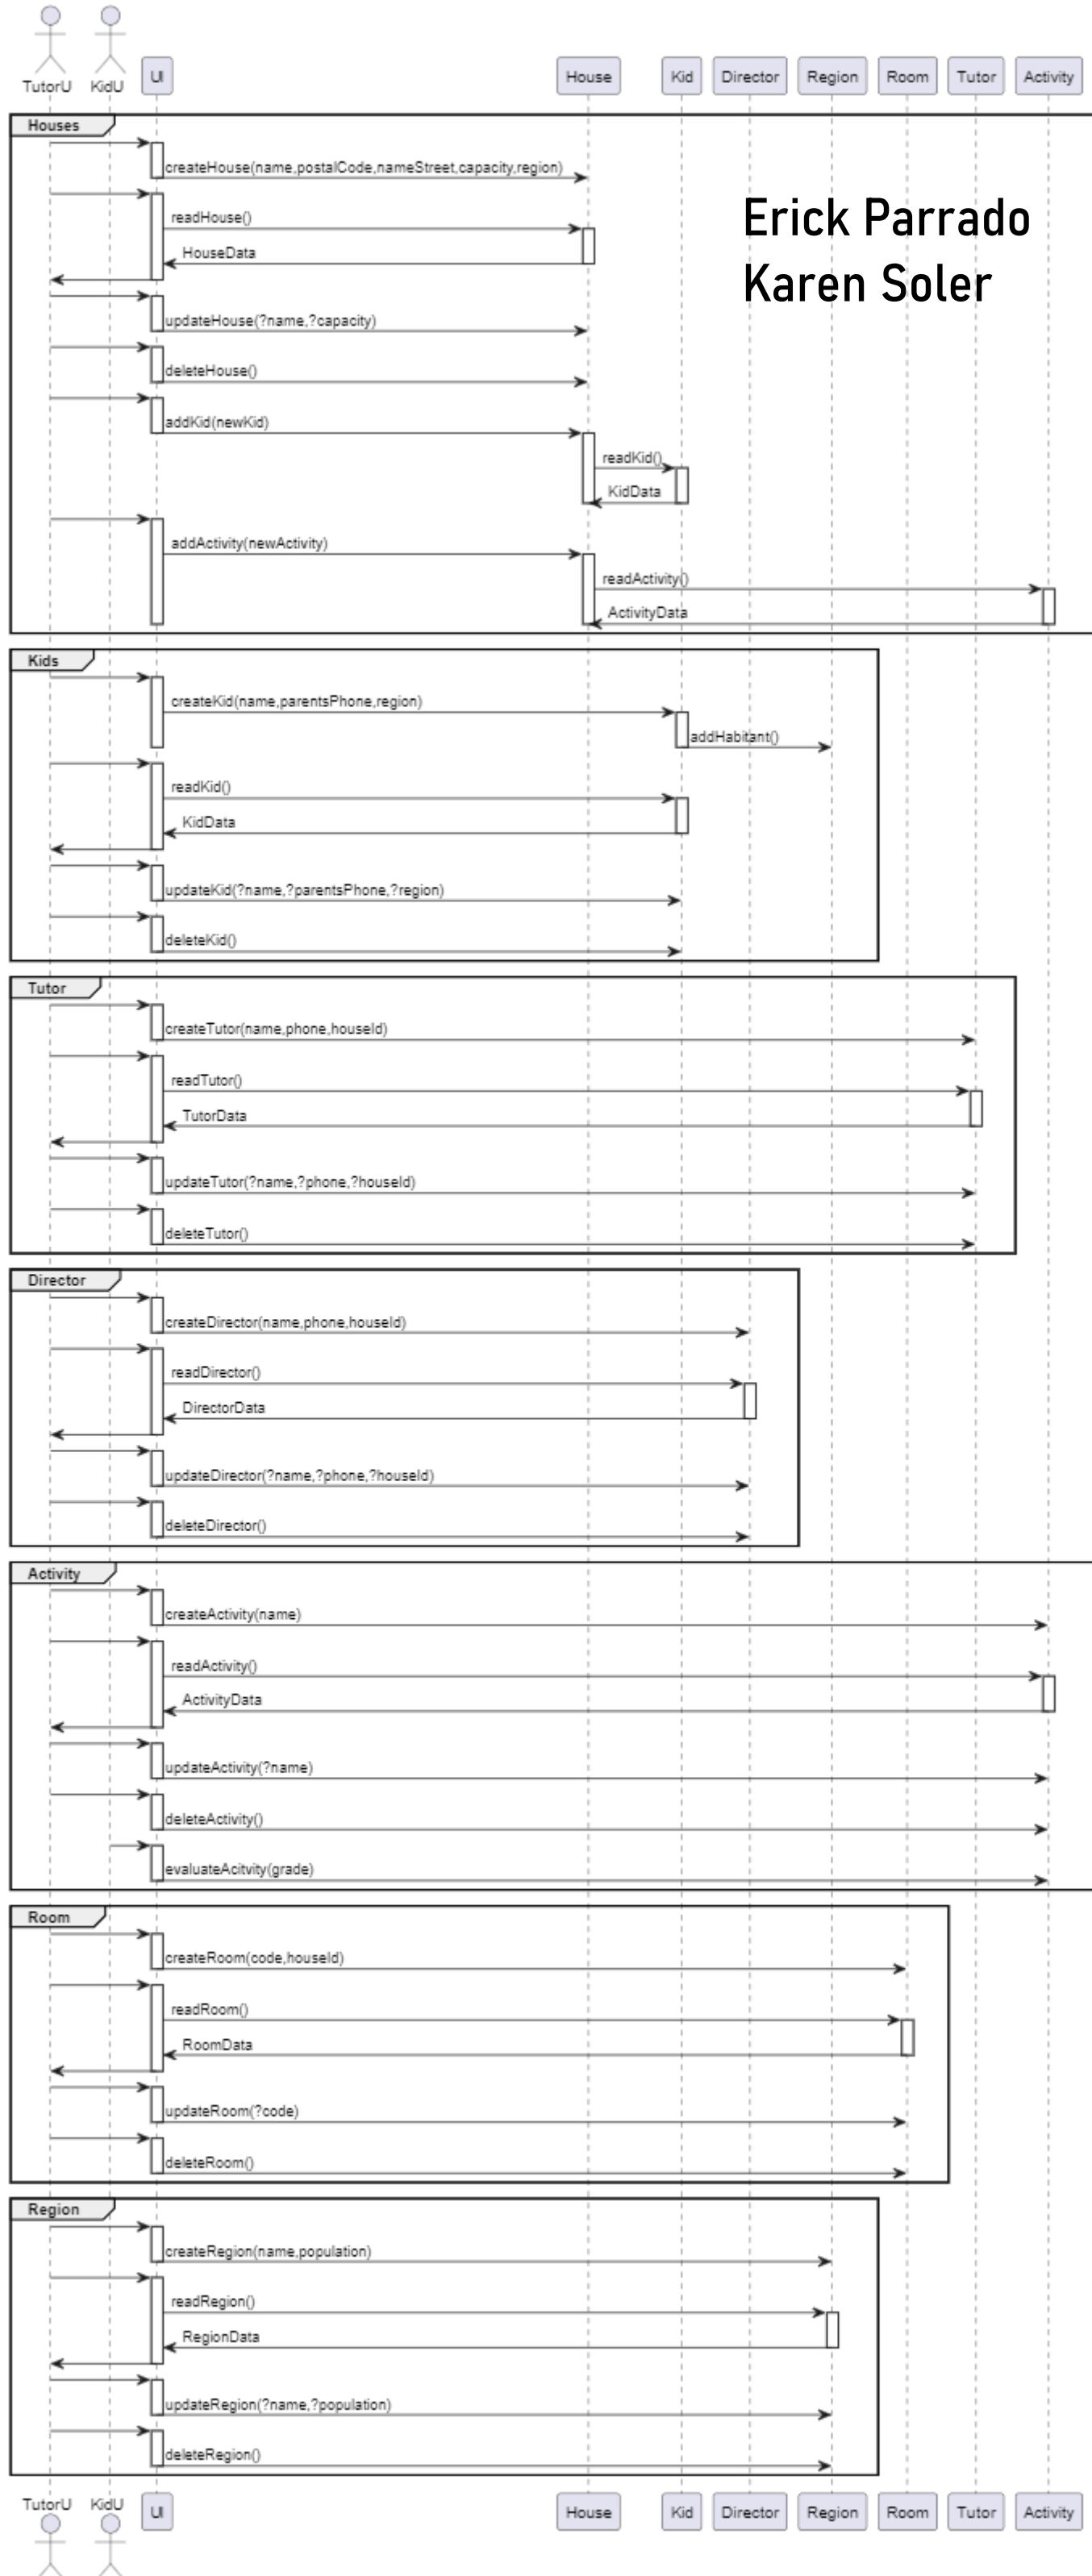 TutorU KidU UI House Kid Director Region Room Tutor Activity
Houses
createHouse(name,postalCode,nameStreet,capacity,region)
Erick Parrado
readHouse()
HouseData
Karen Soler
updateHouse(?name,?capacity)
deleteHouse()
addKid(newKid)
readKid()
KidData
addActivity(newActivity)
readActivity()
ActivityData
Kids
createKid(name,parentsPhone,region)
addHabitant()
readKid()
KidData
updateKid(?name,?parentsPhone,?region)
deleteKid()
Tutor
createTutor(name,phone,houseId)
readTutor()
TutorData
updateTutor(?name,?phone,?houseId)
deleteTutor()
Director
createDirector(name,phone,houseId)
readDirector()
DirectorData
updateDirector(?name,?phone,?houseId)
deleteDirector()
Activity
createActivity(name)
readActivity()
ActivityData
updateActivity(?name)
deleteActivity()
evaluateAcitvity(grade)
Room
createRoom(code,houseId)
readRoom()
RoomData
updateRoom(?code)
deleteRoom()
Region
createRegion(name,population)
readRegion()
RegionData
updateRegion(?name,?population)
deleteRegion()
TutorU KidU UI House Kid Director Region Room Tutor Activity